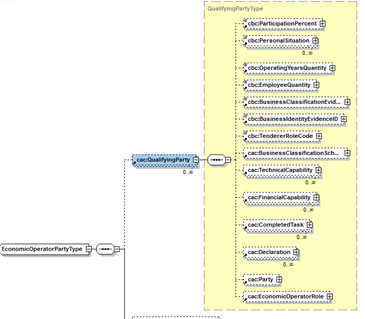 QualifyingPartyType
cbc:ParticipationPercent
cbc:PersonalSituation
0..∞
cbc:OperatingYearsQuantity
cbc:EmployeeQuantity
cbc:BusinessClassificationEvid...
cbc:BusinessIdentityEvidenceID
cbc:TendererRoleCode
cac:BusinessClassificationSch...
cac:TechnicalCapability
0..∞
cac:FinancialCapability
0..∞
cac:CompletedTask
0..∞
cac:Declaration
0..∞
cac:Party
cac:EconomicOperatorRole
cac:QualifyingParty
0..∞
EconomicOperatorPartyType